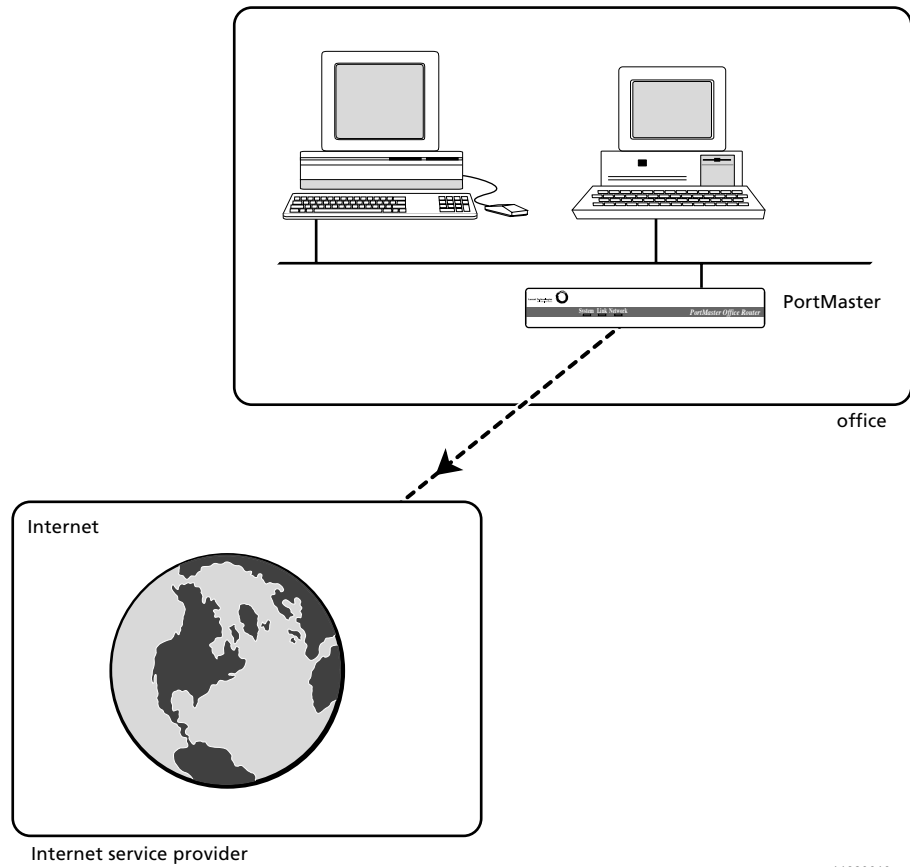 System Link Network
PortMaster Office Router
PortMaster
office
Internet
Internet service provider